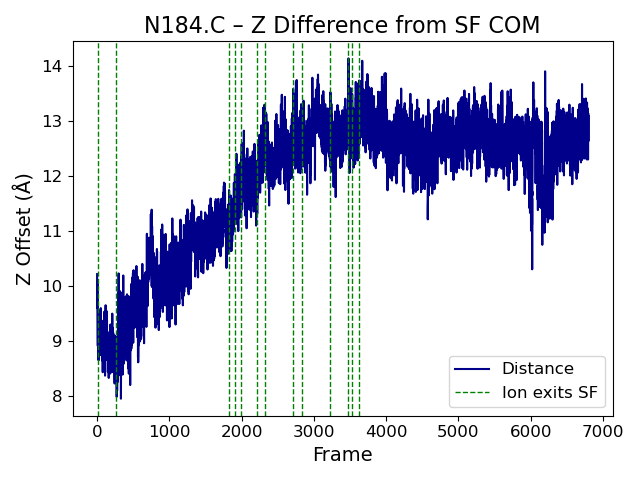 N184.C – Z Difference from SF COM
14
13
12
11
10
9
8
Z Offset (Å)
Distance
Ion exits SF
0 1000 2000 3000 4000 5000 6000 7000
Frame